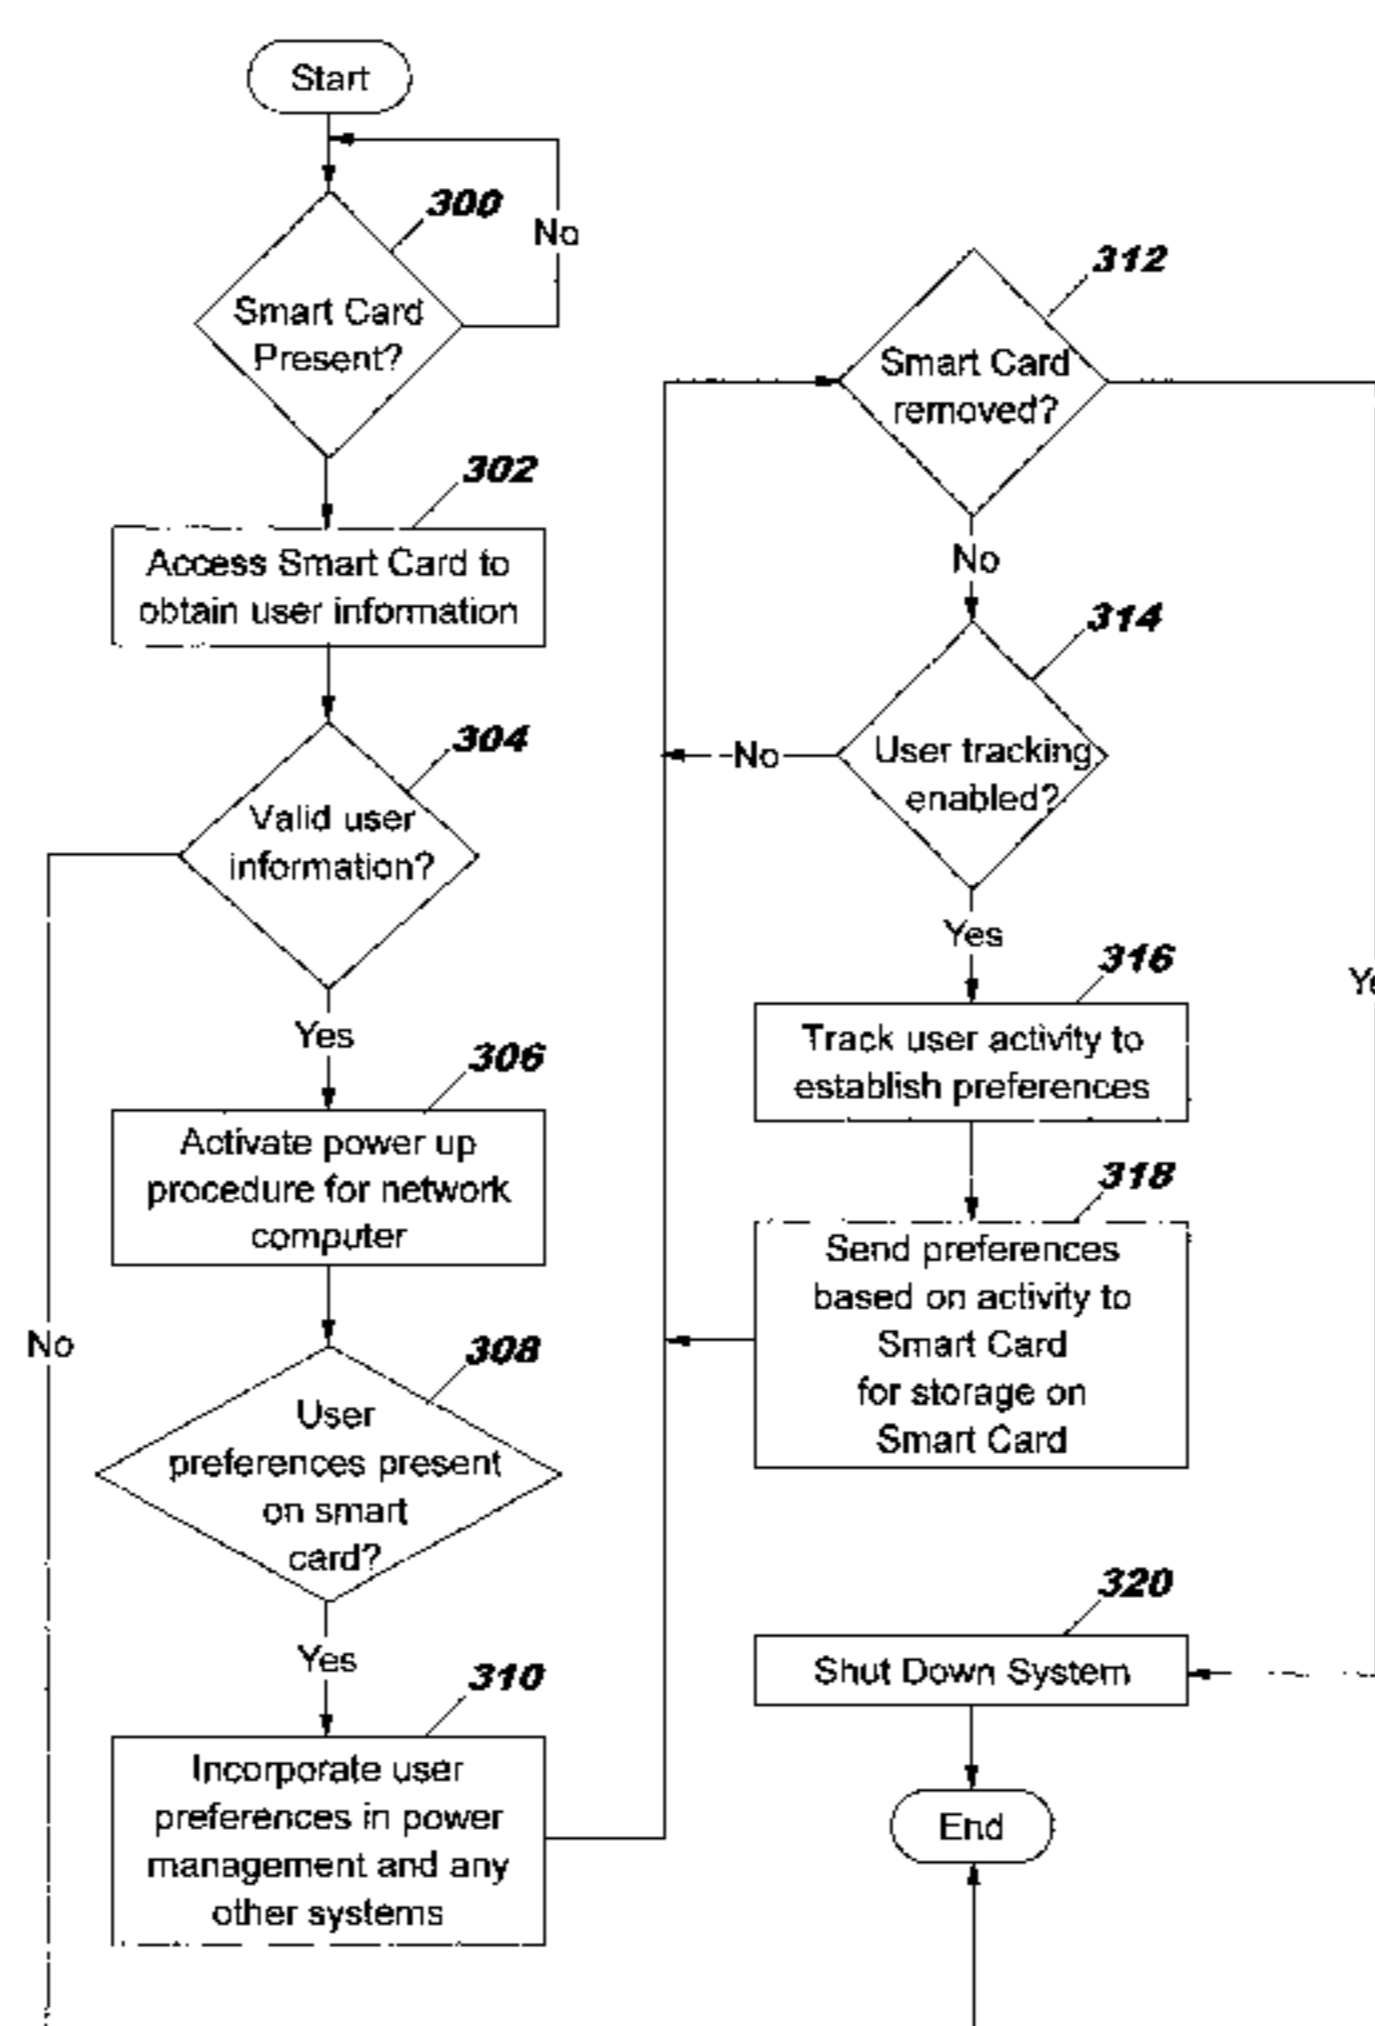 Start
300
No
Smart Card
Present?
302
Access Smart Card to
obtain user information
304
Valid user
information?
Yes
306
Activate power up
procedure for network
computer
No
308
User
preferences present
on smart
card?
Yes
310
Incorporate user
preferences in power
management and any
other systems
312
Smart Card
removed?
No
314
User tracking
enabled?
No
Yes
316
Track user activity to
establish preferences
318
Send preferences
based on activity to
Smart Card
for storage on
Smart Card
320
Shut Down System
End